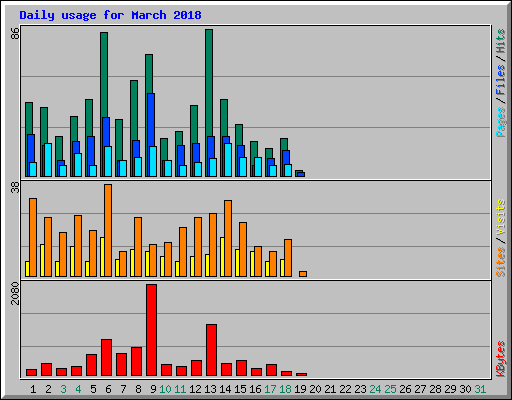 Daily usage for March 2018
86
Pages/Files/Hits
38
Sites/Visits
2080
KBytes
1 2 3 4 5 6 7 8 9 10 11 12 13 14 15 16 17 18 19 20 21 22 23 24 25 26 27 28 29 30 31